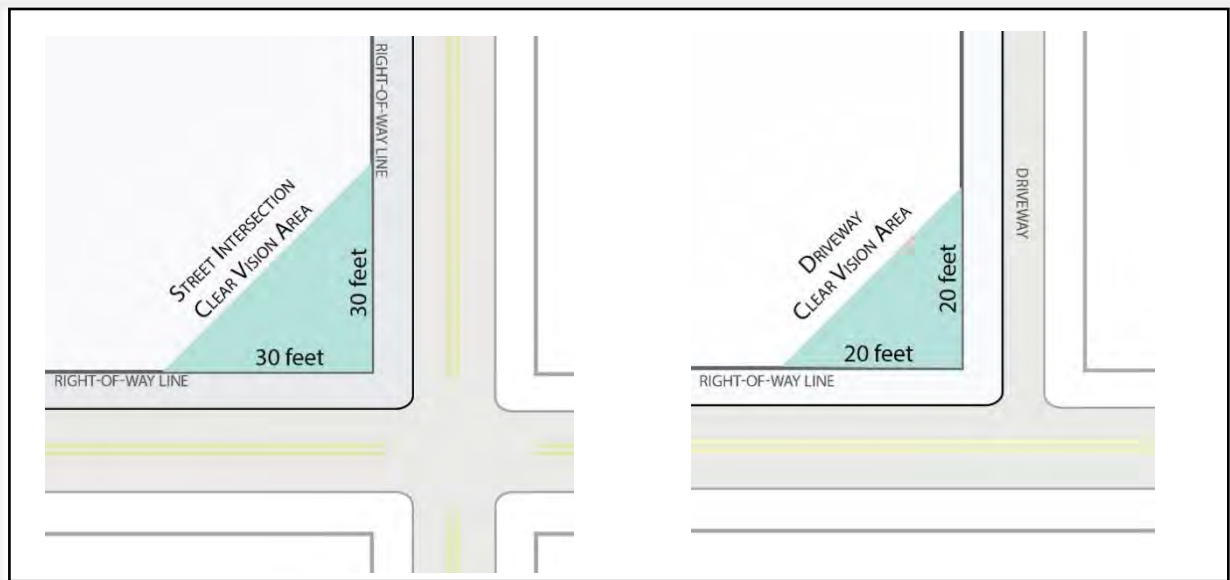 RIGHT-OF-WAY LINE
STREET INTERSECTION
CLEAR VISION AREA
30 feet
30 feet
RIGHT-OF-WAY LINE
DRIVEWAY
DRIVEWAY
CLEAR VISION AREA
20 feet
20 feet
RIGHT-OF-WAY LINE